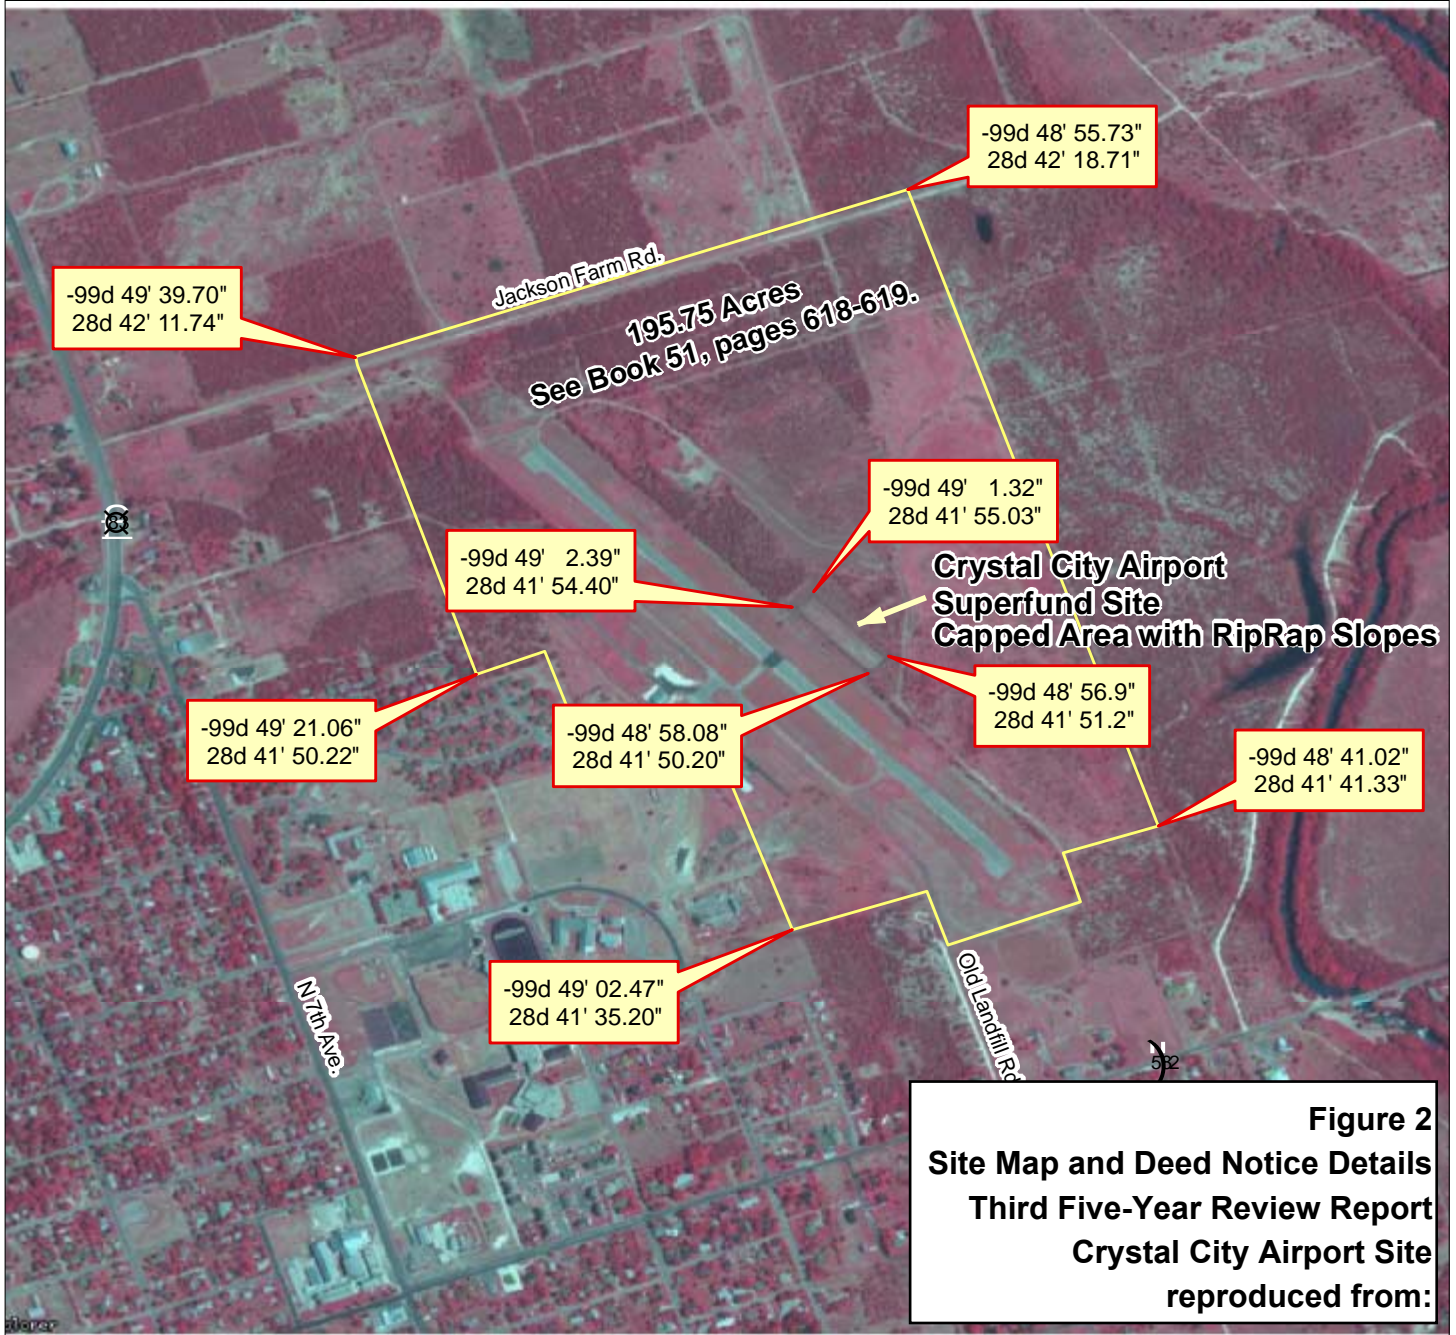 -99d 48' 55.73"
28d 42' 18.71"
Jackson Farm Rd.
-99d 49' 39.70"
28d 42' 11.74"
195.75 Acres
See Book 51, pages 618-619.
-99d 49'   1.32"
28d 41' 55.03"
-99d 49'   2.39"
28d 41' 54.40"
Crystal City Airport
Superfund Site
Capped Area with RipRap Slopes
-99d 48' 56.9"
28d 41' 51.2"
-99d 49' 21.06"
28d 41' 50.22"
-99d 48' 58.08"
28d 41' 50.20"
-99d 48' 41.02"
28d 41' 41.33"
-99d 49' 02.47"
28d 41' 35.20"
N 7th Ave.
Old Landfill Rd
Figure 2
Site Map and Deed Notice Details
Third Five-Year Review Report
Crystal City Airport Site
reproduced from: